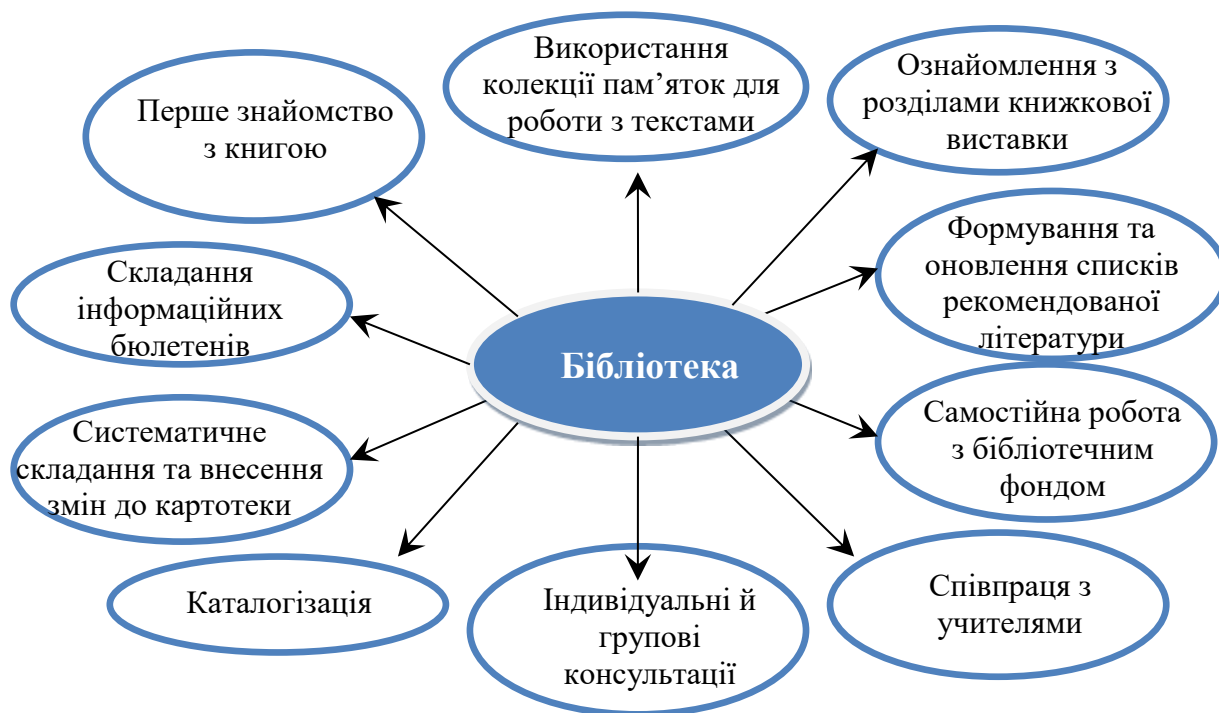 Використання
колекції пам’яток для
роботи з текстами
Ознайомлення з
розділами книжкової
виставки
Перше знайомство
з книгою
Формування та
оновлення списків
рекомендованої
літератури
Складання
інформаційних
бюлетенів
Бібліотека
Самостійна робота
з бібліотечним
фондом
Систематичне
складання та внесення
змін до картотеки
Співпраця з
учителями
Індивідуальні й
групові
консультації
Каталогізація